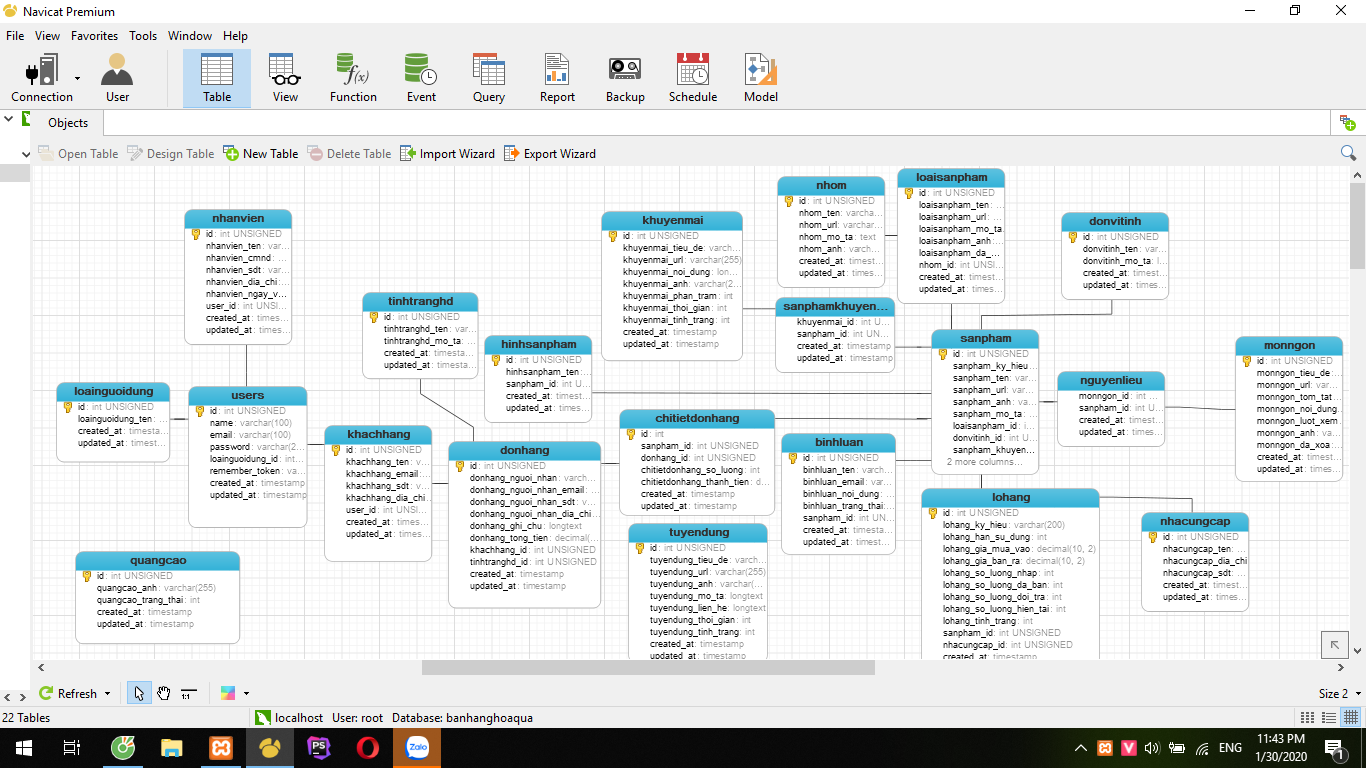 Navicat Premium
File View Favorites Tools Window Help
Connection User Table View Function Event Query Report Backup Schedule Model
f(x)
Objects
Open Table Design Table New Table Delete Table Import Wizard Export Wizard
nhanvien
id: int UNSIGNED
nhanvien_ten: var...
nhanvien_cmnd: ...
nhanvien_sdt: var...
nhanvien_dia_chi: ...
nhanvien_ngay_v...
user_id: int UNSI...
created_at: times...
updated_at: times...
tinhtranghd
id: int UNSIGNED
tinhtranghd_ten: var...
tinhtranghd_mo_ta: ...
created_at: timesta...
updated_at: timesta...
hinhsanpham
id: int UNSIGNED
hinhsanpham_ten: ...
sanpham_id: int U...
created_at: timest...
updated_at: times...
khuyenmai
id: int UNSIGNED
khuyenmai_tieu_de: varch...
khuyenmai_url: varchar(255)
khuyenmai_noi_dung: lon...
khuyenmai_anh: varchar(2...
khuyenmai_phan_tram: int
khuyenmai_thoi_gian: int
khuyenmai_tinh_trang: int
created_at: timestamp
updated_at: timestamp
nhom
id: int UNSIGNED
nhom_ten: varcha...
nhom_url: varchar...
nhom_mo_ta: text
nhom_anh: varch...
created_at: timest...
updated_at: times...
loaisanpham
id: int UNSIGNED
loaisanpham_ten: ...
loaisanpham_url: ...
loaisanpham_mo_ta
loaisanpham_anh: ...
loaisanpham_da_...
nhom_id: int UNSI...
created_at: timest...
updated_at: times...
donvitinh
id: int UNSIGNED
donvitinh_ten: var...
donvitinh_mo_ta: l...
created_at: timest...
updated_at: times...
sanphamkhuyen...
khuyenmai_id: int U...
sanpham_id: int UN...
created_at: timesta...
updated_at: timesta...
sanpham
id: int UNSIGNED
sanpham_ky_hieu...
sanpham_ten: var...
sanpham_url: var...
sanpham_anh: va...
sanpham_mo_ta: ...
loaisanpham_id: i...
donvitinh_id: int U...
sanpham_khuyen...
2 more columns...
monngon
id: int UNSIGNED
monngon_tieu_de: ...
monngon_url: var...
monngon_tom_tat: ...
monngon_noi_dung...
monngon_luot_xem...
monngon_anh: va...
monngon_da_xoa: ...
created_at: timest...
updated_at: times...
nguyenlieu
monngon_id: int ...
sanpham_id: int U...
created_at: timest...
updated_at: times...
loainguoidung
id: int UNSIGNED
loainguoidung_ten: ...
created_at: timesta...
updated_at: timest...
users
id: int UNSIGNED
name: varchar(100)
email: varchar(100)
password: varchar(2...
loainguoidung_id: int...
remember_token: va...
created_at: timestamp
updated_at: timestamp
khachhang
id: int UNSIGNED
khachhang_ten: v...
khachhang_email: ...
khachhang_sdt: v...
khachhang_dia_chi: ...
user_id: int UNSI...
created_at: times...
updated_at: times...
donhang
id: int UNSIGNED
donhang_nguoi_nhan: varchar...
donhang_nguoi_nhan_email: ...
donhang_nguoi_nhan_sdt: v...
donhang_nguoi_nhan_dia_chi: ...
donhang_ghi_chu: longtext
donhang_tong_tien: decimal(...
khachhang_id: int UNSIGNED
tinhtranghd_id: int UNSIGNED
created_at: timestamp
updated_at: timestamp
chitietdonhang
id: int
sanpham_id: int UNSIGNED
donhang_id: int UNSIGNED
chitietdonhang_so_luong: int
chitietdonhang_thanh_tien: d...
created_at: timestamp
updated_at: timestamp
binhluan
id: int UNSIGNED
binhluan_ten: varch...
binhluan_email: varc...
binhluan_noi_dung: ...
binhluan_trang_thai: ...
sanpham_id: int UN...
created_at: timesta...
updated_at: timest...
lohang
id: int UNSIGNED
lohang_ky_hieu: varchar(200)
lohang_han_su_dung: int
lohang_gia_mua_vao: decimal(10, 2)
lohang_gia_ban_ra: decimal(10, 2)
lohang_so_luong_nhap: int
lohang_so_luong_da_ban: int
lohang_so_luong_doi_tra: int
lohang_so_luong_hien_tai: int
lohang_tinh_trang: int
sanpham_id: int UNSIGNED
nhacungcap_id: int UNSIGNED
created_at: timestamp
nhacungcap
id: int UNSIGNED
nhacungcap_ten: ...
nhacungcap_dia_chi
nhacungcap_sdt: ...
created_at: timest...
updated_at: times...
tuyendung
id: int UNSIGNED
tuyendung_tieu_de: varch...
tuyendung_url: varchar(255)
tuyendung_anh: varchar(...
tuyendung_mo_ta: longtext
tuyendung_lien_he: longtext
tuyendung_thoi_gian: int
tuyendung_tinh_trang: int
created_at: timestamp
updated_at: timestamp
quangcao
id: int UNSIGNED
quangcao_anh: varchar(255)
quangcao_trang_thai: int
created_at: timestamp
updated_at: timestamp
Refresh 1:1 Size 2
22 Tables localhost User: root Database: banhanghoaqua
PS Zalo V ENG 11:43 PM
1/30/2020
1